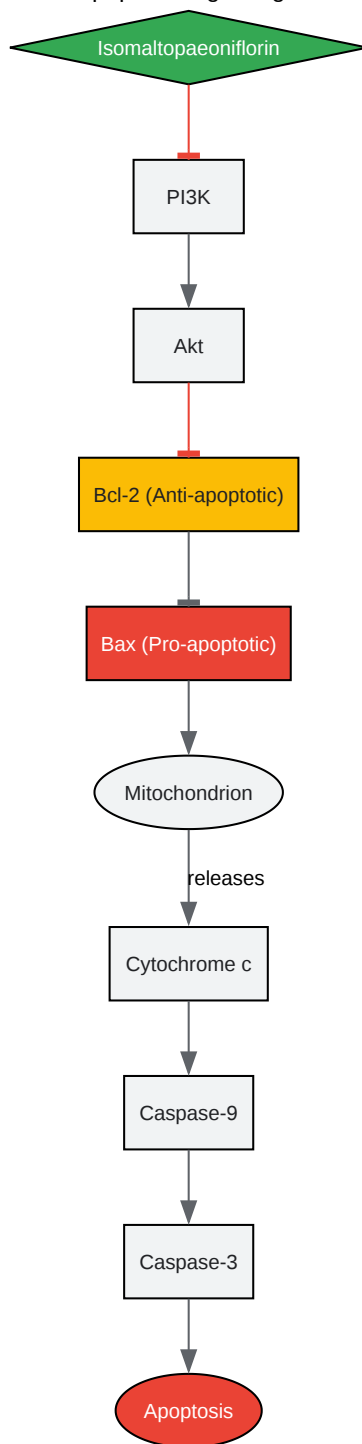 Isomaltopaeoniflorin
PI3K
Akt
Bcl-2 (Anti-apoptotic)
Bax (Pro-apoptotic)
Mitochondrion
releases
Cytochrome c
Caspase-9
Caspase-3
Apoptosis